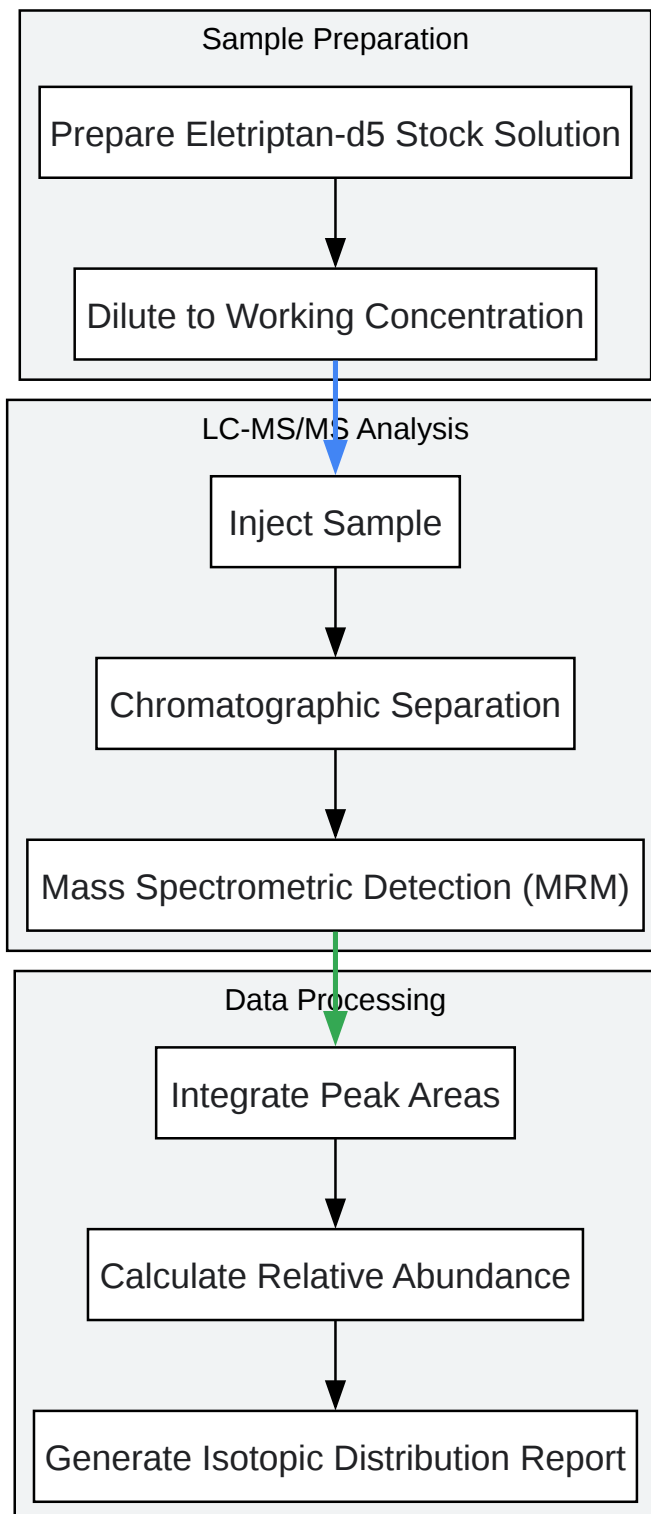 Sample Preparation
Prepare Eletriptan-d5 Stock Solution
Dilute to Working Concentration
LC-MS/MS Analysis
Inject Sample
Chromatographic Separation
Mass Spectrometric Detection (MRM)
Data Processing
Integrate Peak Areas
Calculate Relative Abundance
Generate Isotopic Distribution Report